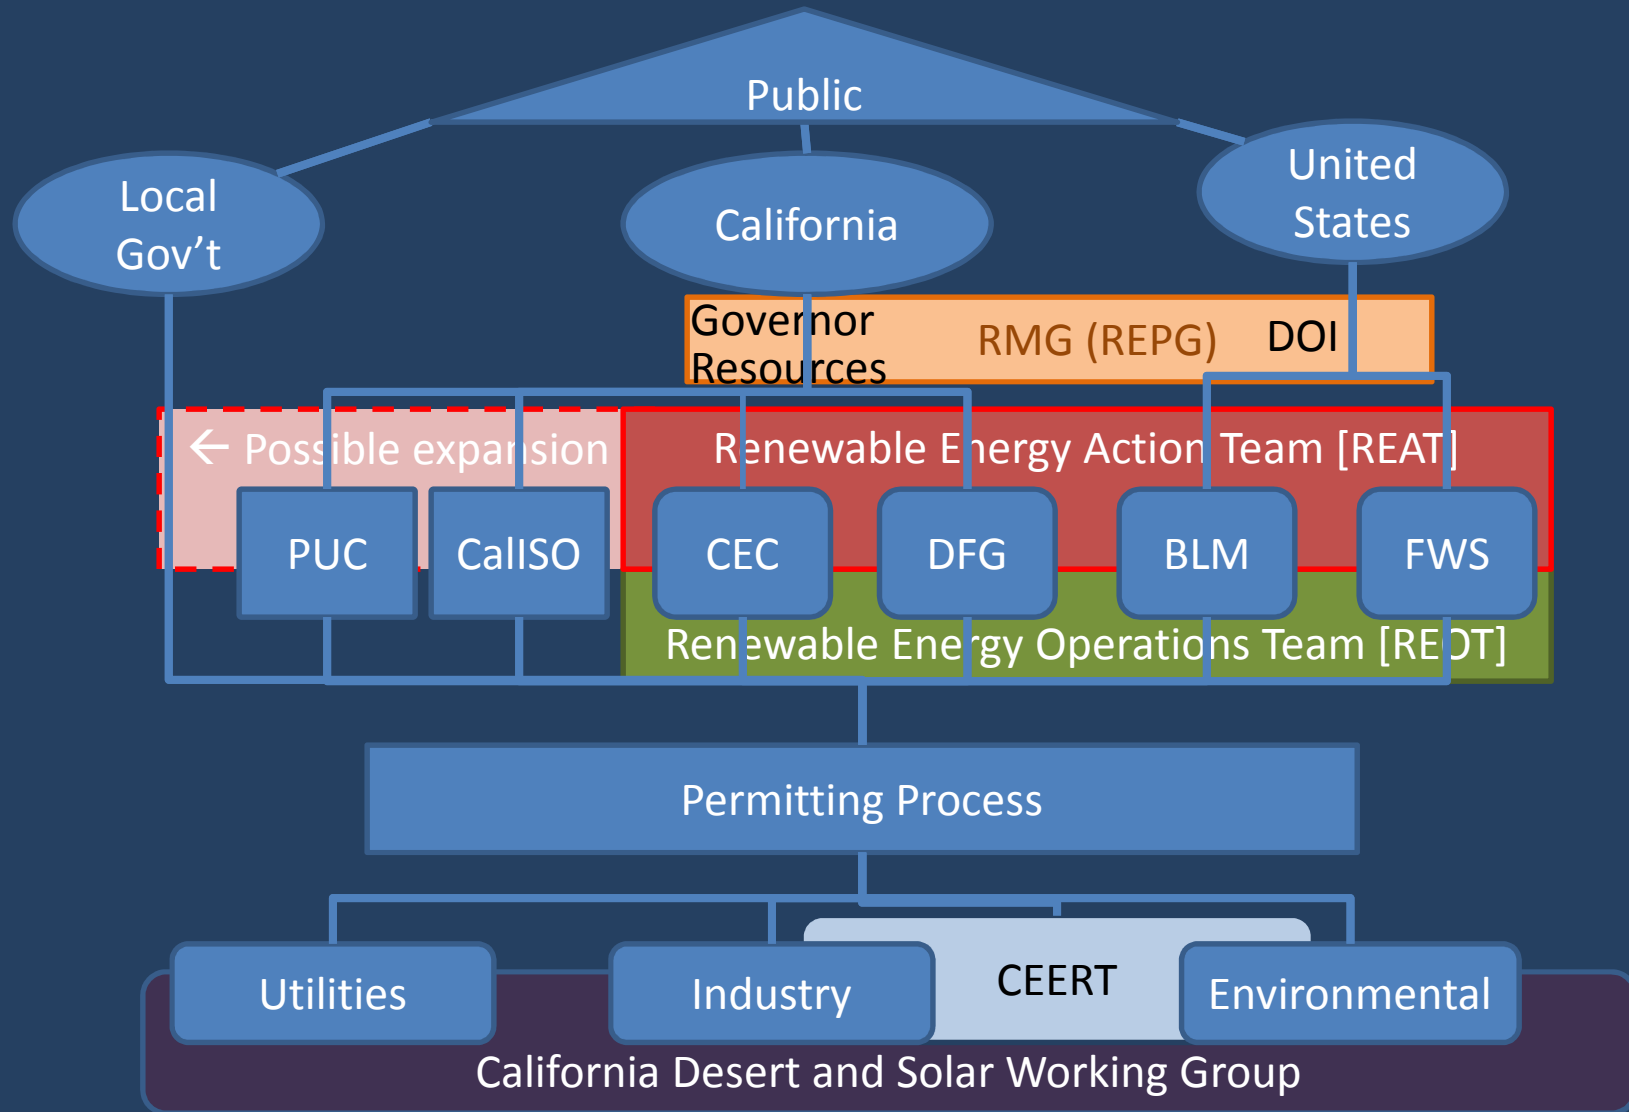 Public
Local
Gov’t
California
United
States
Governor
Resources
RMG (REPG)
DOI
← Possible expansion
Renewable Energy Action Team [REAT]
PUC
CalISO
CEC
DFG
BLM
FWS
Renewable Energy Operations Team [REOT]
Permitting Process
Utilities
Industry
CEERT
Environmental
California Desert and Solar Working Group